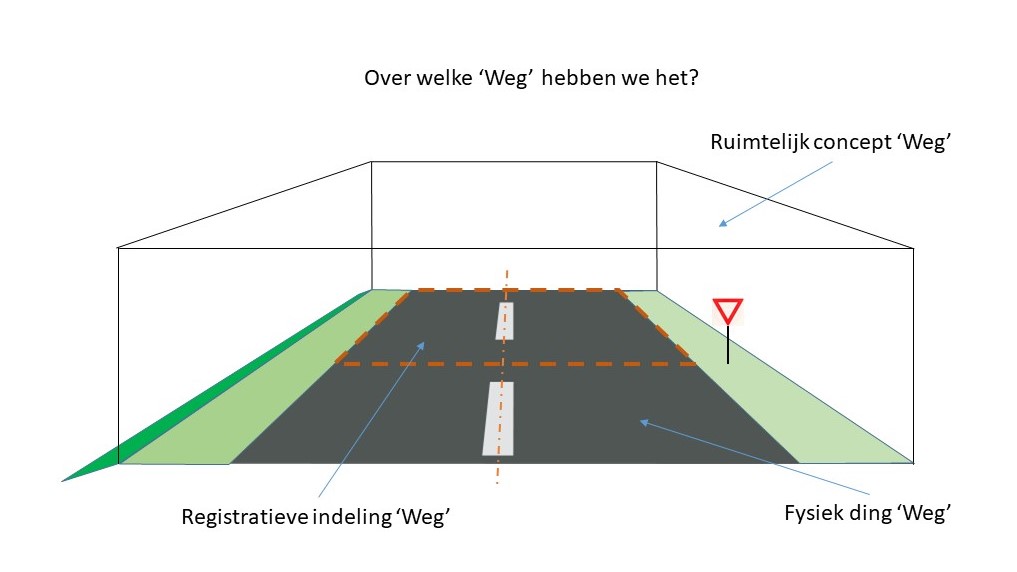 Over welke ‘Weg’ hebben we het?
Ruimtelijk concept ‘Weg’
Registratieve indeling ‘Weg’
Fysiek ding ‘Weg’